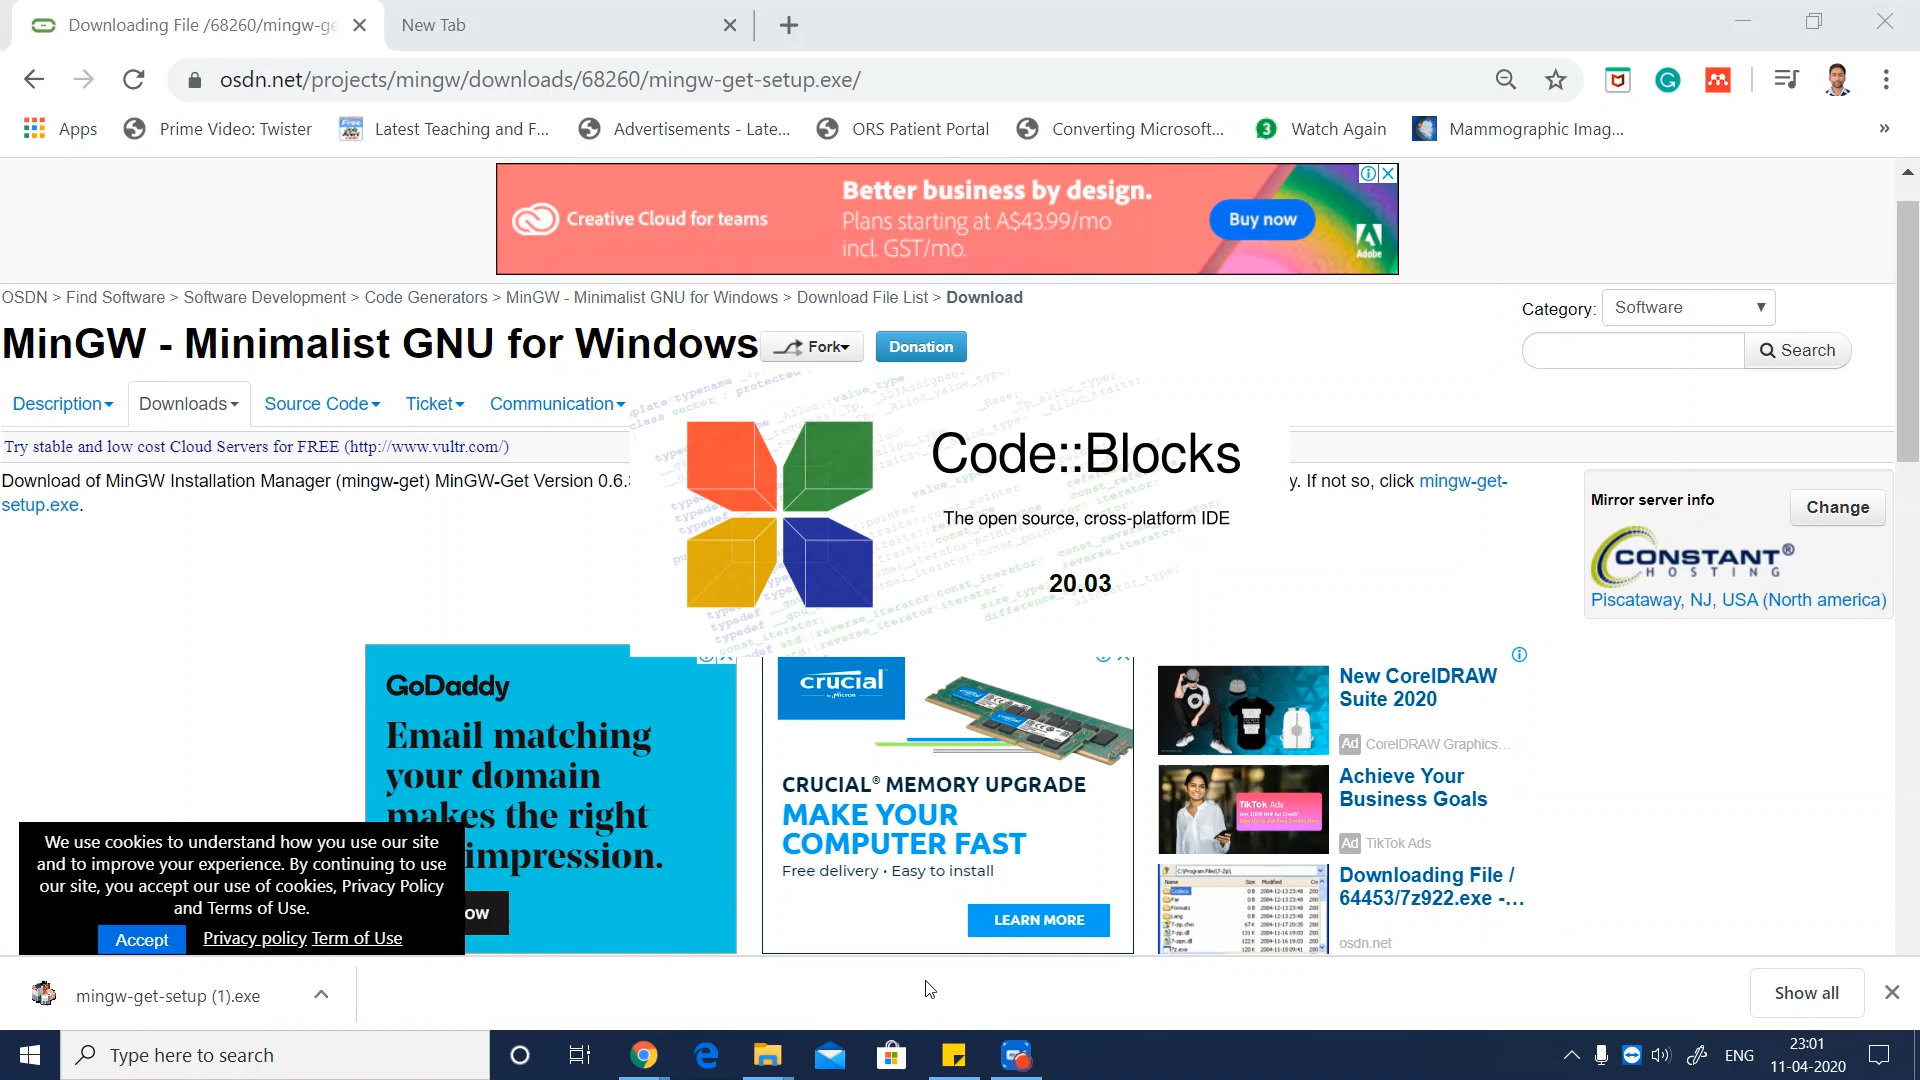 Downloading File /68260/mingw-ge
New Tab
osdn.net/projects/mingw/downloads/68260/mingw-get-setup.exe/
Apps
Prime Video: Twister
Latest Teaching and F...
Advertisements - Late...
ORS Patient Portal
Converting Microsoft...
3
Watch Again
Mammographic Imag...
»
Creative Cloud for teams
Better business by design.
Plans starting at A$43.99/mo
incl. GST/mo.
Buy now
Adobe
OSDN > Find Software > Software Development > Code Generators > MinGW - Minimalist GNU for Windows > Download File List > Download
Category:
Software
MinGW - Minimalist GNU for Windows
Fork
Donation
Search
Description
Downloads
Source Code
Ticket
Communication
Try stable and low cost Cloud Servers for FREE (http://www.vultr.com/)
Download of MinGW Installation Manager (mingw-get) MinGW-Get Version 0.6.
y. If not so, click mingw-get-
setup.exe.
Code::Blocks
The open source, cross-platform IDE
20.03
Mirror server info
Change
CONSTANT®
HOSTING
Piscataway, NJ, USA (North america)
GoDaddy
Email matching
your domain
makes the right
impression.
ow
crucial
by Micron
CRUCIAL® MEMORY UPGRADE
MAKE YOUR
COMPUTER FAST
Free delivery • Easy to install
LEARN MORE
New CorelDRAW
Suite 2020
Ad CorelDRAW Graphics...
TikTok Ads
Achieve Your
Business Goals
Ad TikTok Ads
Downloading File /
64453/7z922.exe -...
osdn.net
We use cookies to understand how you use our site
and to improve your experience. By continuing to use
our site, you accept our use of cookies, Privacy Policy
and Terms of Use.
Accept
Privacy policy Term of Use
mingw-get-setup (1).exe
Show all
Type here to search
ENG
23:01
11-04-2020